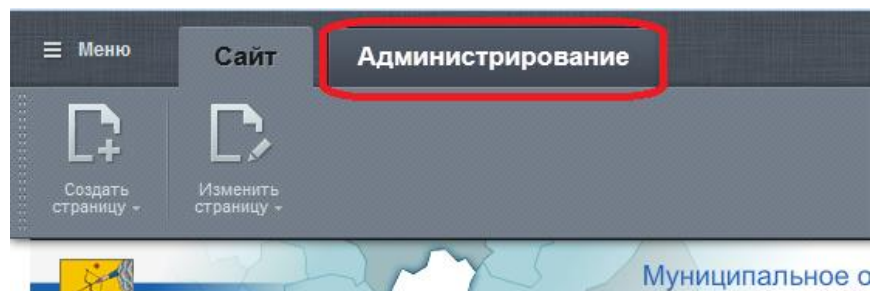 Меню
Сайт
Администрирование
Создать
страницу
Изменить
страницу
Муниципальное о